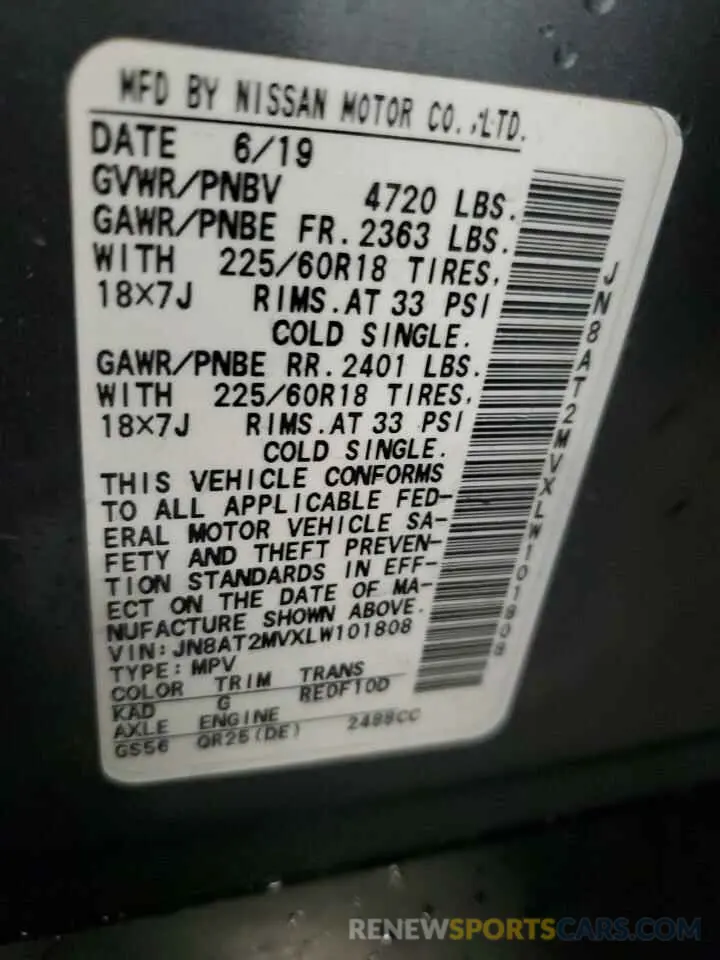 MFD BY NISSAN MOTOR CO.,LTD.
DATE 6/19
GVWR/PNBV 4720 LBS.
GAWR/PNBE FR. 2363 LBS.
WITH 225/60R18 TIRES,
18X7J RIMS. AT 33 PSI
COLD SINGLE.
GAWR/PNBE RR. 2401 LBS.
WITH 225/60R18 TIRES,
18X7J RIMS. AT 33 PSI
COLD SINGLE.
THIS VEHICLE CONFORMS
TO ALL APPLICABLE FED-
ERAL MOTOR VEHICLE SA-
FETY AND THEFT PREVEN-
TION STANDARDS IN EFF-
ECT ON THE DATE OF MA-
NUFACTURE SHOWN ABOVE.
VIN: JN8AT2MVXLW101808
TYPE: MPV
COLOR TRIM TRANS
KAD G RE0F10D
AXLE ENGINE
GS56 QR25(DE) 2488CC
JN8AT2MVXLW101808
RENEWSPORTSCARS.COM